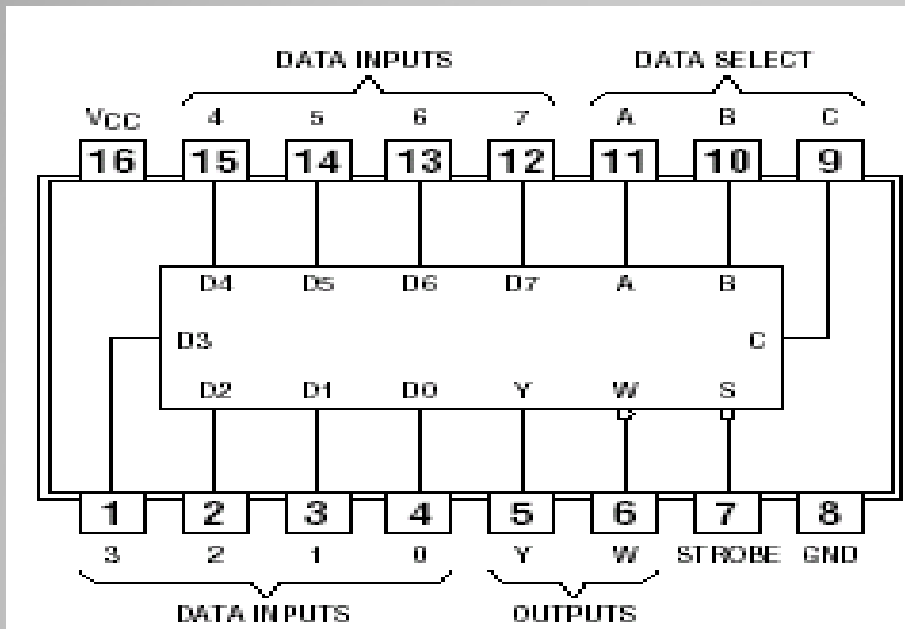 DATA INPUTS DATA SELECT
VCC 4 5 6 7 A B C
16 15 14 13 12 11 10 9
D4 D5 D6 D7 A B
D3 C
D2 D1 D0 Y W S
1 2 3 4 5 6 7 8
3 2 1 0 Y W STROBE GND
DATA INPUTS OUTPUTS